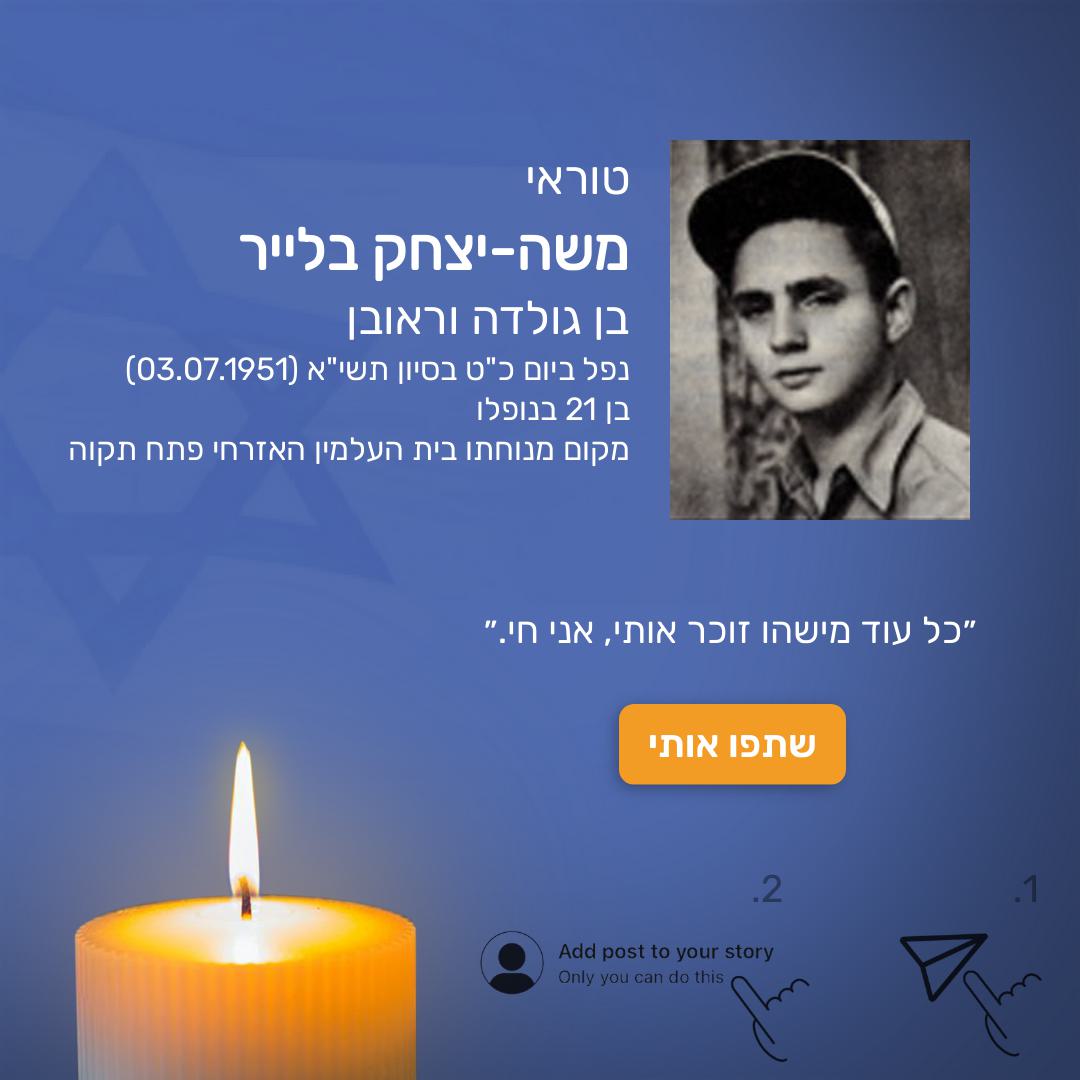 טוראי
משה-יצחק בלייר
בן גולדה וראובן
נפל ביום כ"ט בסיון תשי"א (03.07.1951)
בן 21 בנופלו
מקום מנוחתו בית העלמין האזרחי פתח תקוה
״כל עוד מישהו זוכר אותי, אני חי.״
שתפו אותי
1.
2.
Add post to your story
Only you can do this